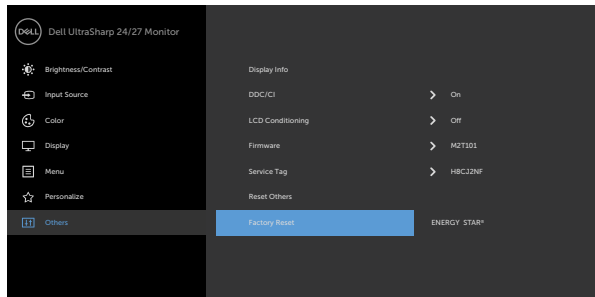 DELL Dell UltraSharp 24/27 Monitor
Brightness/Contrast Display Info
Input Source DDC/CI On
Color LCD Conditioning Off
Display Firmware M2T101
Menu Service Tag H8CJ2NF
Personalize Reset Others
Others Factory Reset ENERGY STAR®